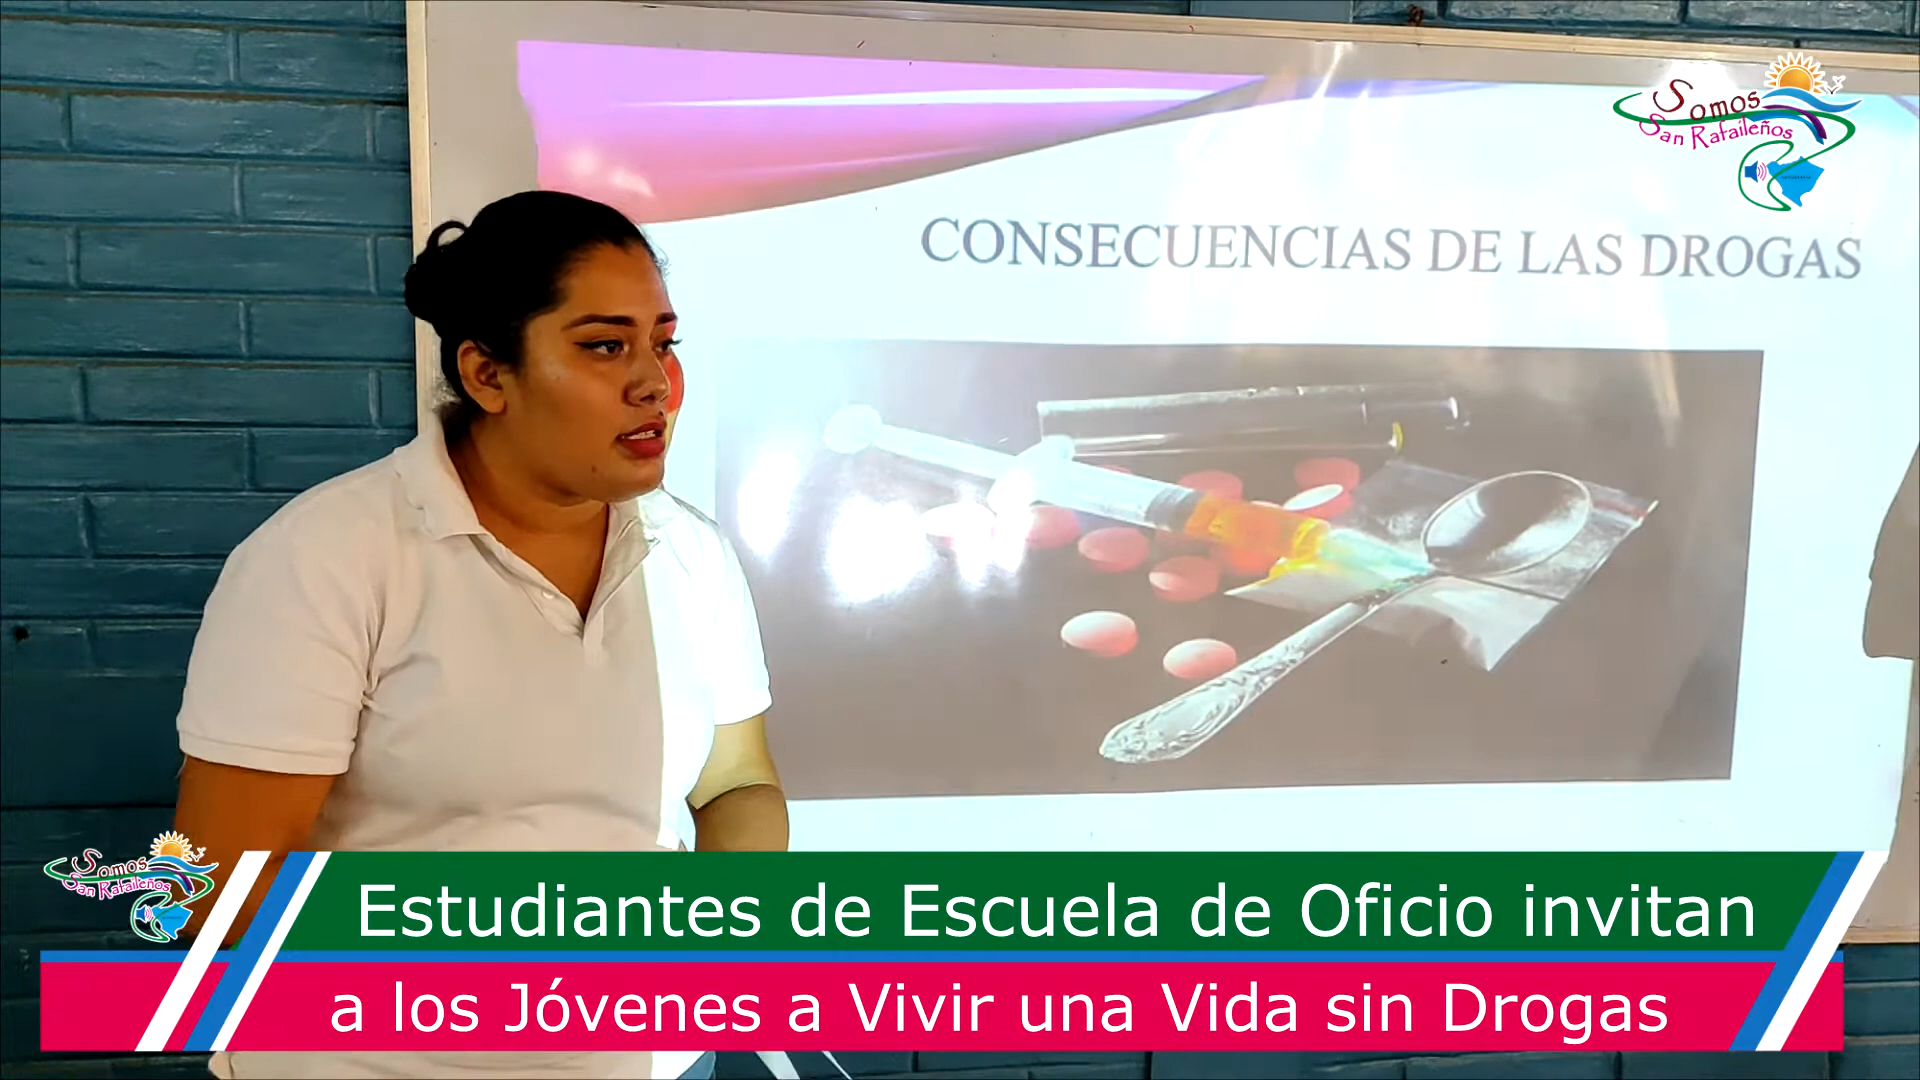 Somos
San Rafaileños
CONSECUENCIAS DE LAS DROGAS
Somos
San Rafaileños
Estudiantes de Escuela de Oficio invitan
a los Jóvenes a Vivir una Vida sin Drogas